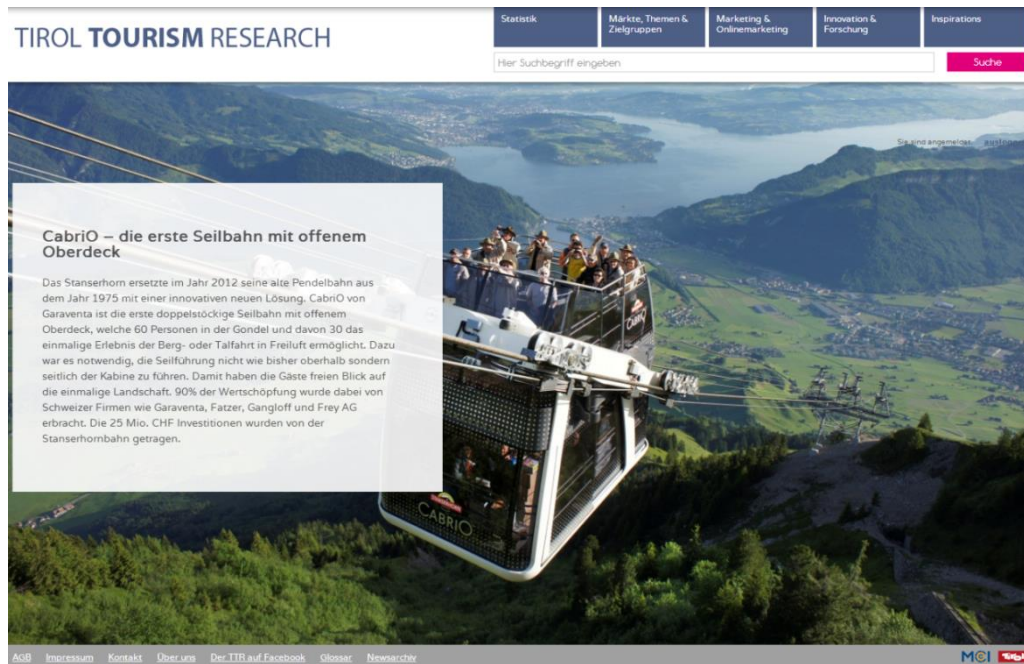 TIROL TOURISM RESEARCH
Statistik
Märkte, Themen &
Zielgruppen
Marketing &
Onlinemarketing
Innovation &
Forschung
Inspirations
Hier Suchbegriff eingeben
Suche
Sie sind angemeldet
CabriO – die erste Seilbahn mit offenem
Oberdeck
Das Stanserhorn ersetzte im Jahr 2012 seine alte Pendelbahn aus
dem Jahr 1975 mit einer innovativen neuen Lösung. CabriO von
Garaventa ist die erste doppelstöckige Seilbahn mit offenem
Oberdeck, welche 60 Personen in der Gondel und davon 30 das
einmalige Erlebnis der Berg- oder Talfahrt in Freiluft ermöglicht. Dazu
war es notwendig, die Seilführung nicht wie bisher oberhalb sondern
seitlich der Kabine zu führen. Damit haben die Gäste freien Blick auf
die einmalige Landschaft. 90% der Wertschöpfung wurde dabei von
Schweizer Firmen wie Garaventa, Fatzer, Gangloff und Frey AG
erbracht. Die 25 Mio. CHF Investitionen wurden von der
Stanserhornbahn getragen.
CABRIO
CABRIO
AGB Impressum Kontakt Über uns Der TTR auf Facebook Glossar Newsarchiv
MCI Tirol